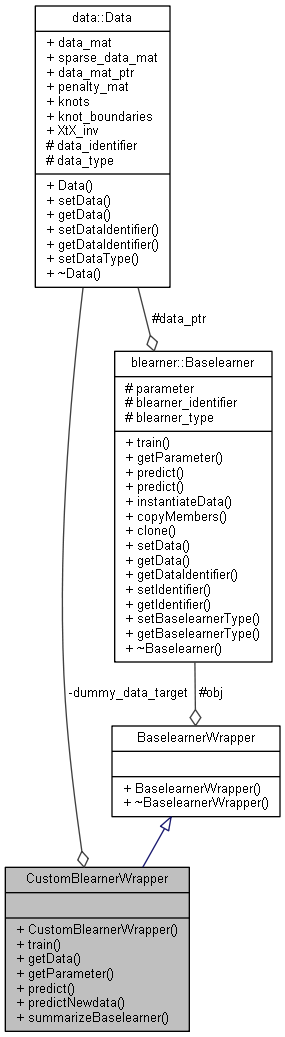 data::Data
+ data_mat
+ sparse_data_mat
+ data_mat_ptr
+ penalty_mat
+ knots
+ knot_boundaries
+ XtX_inv
# data_identifier
# data_type
+ Data()
+ setData()
+ getData()
+ setDataIdentifier()
+ getDataIdentifier()
+ setDataType()
+ ~Data()
#data_ptr
blearner::Baselearner
# parameter
# blearner_identifier
# blearner_type
+ train()
+ getParameter()
+ predict()
+ predict()
+ instantiateData()
+ copyMembers()
+ clone()
+ setData()
+ getData()
+ getDataIdentifier()
+ setIdentifier()
+ getIdentifier()
+ setBaselearnerType()
+ getBaselearnerType()
+ ~Baselearner()
-dummy_data_target
#obj
BaselearnerWrapper
+ BaselearnerWrapper()
+ ~BaselearnerWrapper()
CustomBlearnerWrapper
+ CustomBlearnerWrapper()
+ train()
+ getData()
+ getParameter()
+ predict()
+ predictNewdata()
+ summarizeBaselearner()